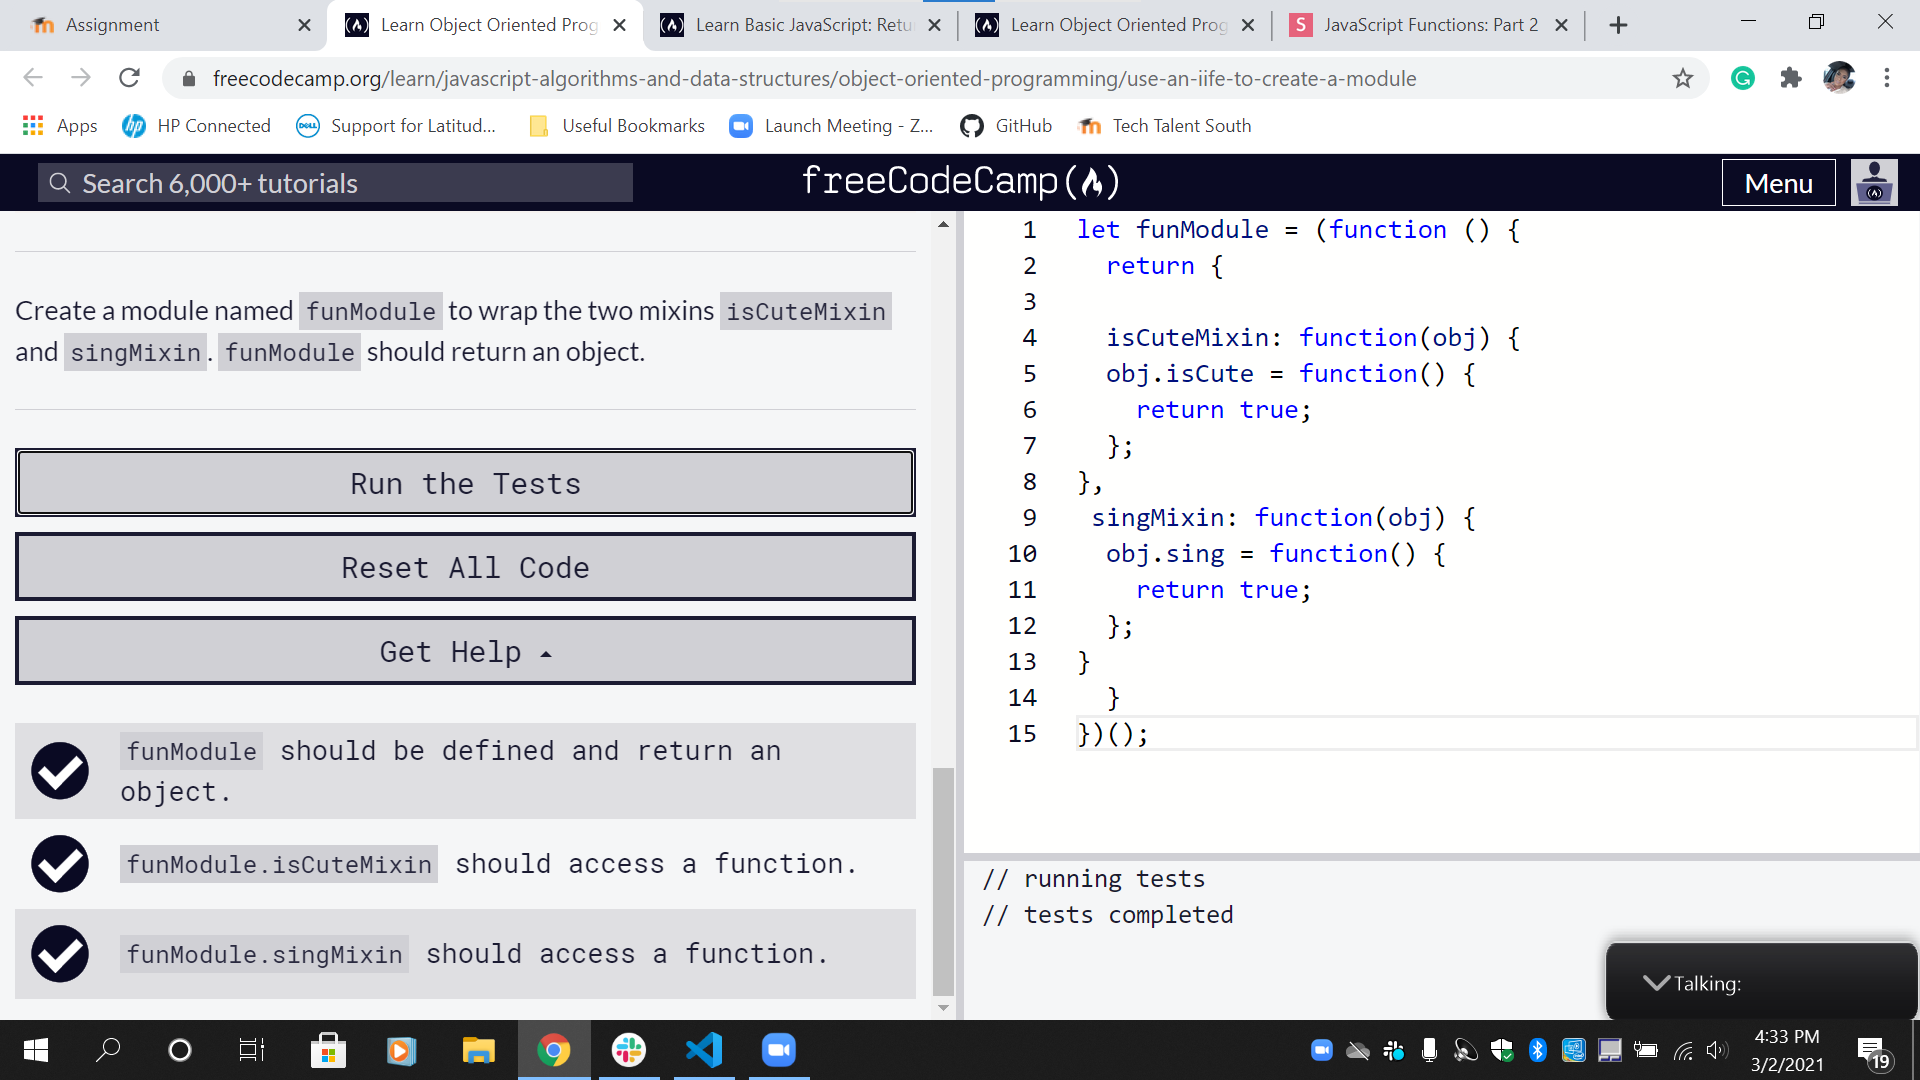 Assignment
Learn Object Oriented Prog
Learn Basic JavaScript: Retu
Learn Object Oriented Prog
S JavaScript Functions: Part 2
freecodecamp.org/learn/javascript-algorithms-and-data-structures/object-oriented-programming/use-an-iife-to-create-a-module
Apps
HP Connected
Support for Latitud...
Useful Bookmarks
Launch Meeting - Z...
GitHub
Tech Talent South
Search 6,000+ tutorials
freeCodeCamp
Menu
Create a module named funModule to wrap the two mixins isCuteMixin
and singMixin. funModule should return an object.
Run the Tests
Reset All Code
Get Help
funModule should be defined and return an
object.
funModule.isCuteMixin should access a function.
funModule.singMixin should access a function.
1 let funModule = (function () {
2 return {
3
4 isCuteMixin: function(obj) {
5 obj.isCute = function() {
6 return true;
7 };
8 },
9 singMixin: function(obj) {
10 obj.sing = function() {
11 return true;
12 };
13 }
14 }
15 })();
// running tests
// tests completed
Talking:
4:33 PM
3/2/2021
19